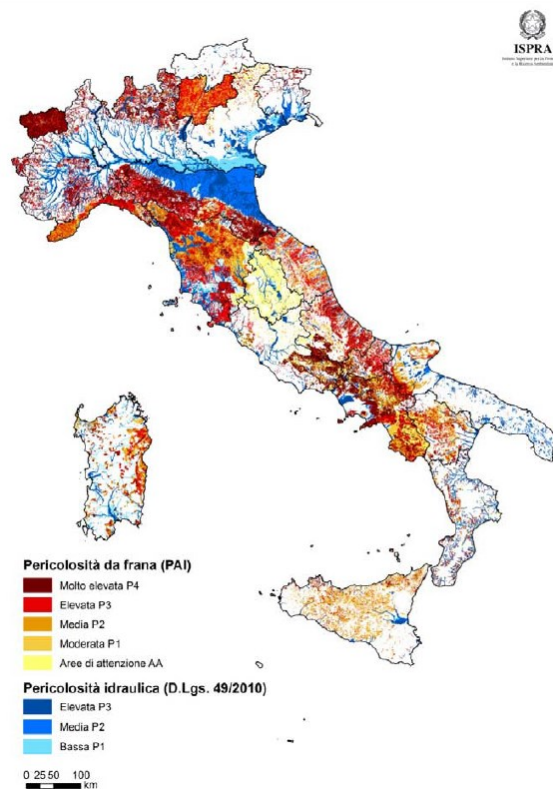 ISPRA
Pericolosità da frana (PAI)
Molto elevata P4
Elevata P3
Media P2
Moderata P1
Aree di attenzione AA
Pericolosità idraulica (D.Lgs. 49/2010)
Elevata P3
Media P2
Bassa P1
0 25 50 100
km